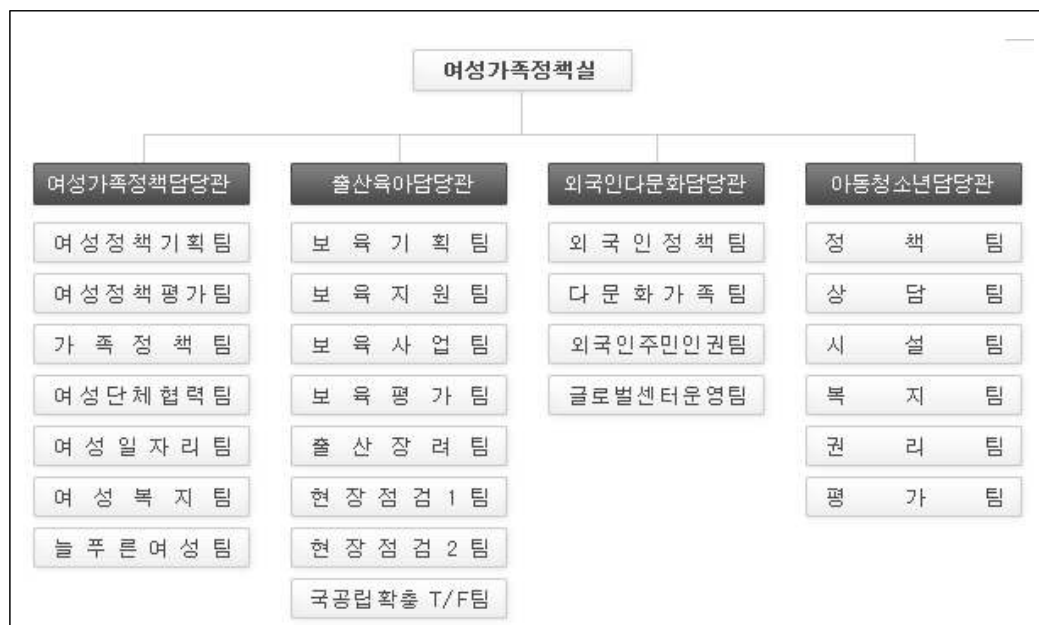 여성가족정책실
여성가족정책담당관
여성정책기획팀
여성정책평가팀
가족정책팀
여성단체협력팀
여성일자리팀
여성복지팀
늘푸른여성팀
출산육아담당관
보육기획팀
보육지원팀
보육사업팀
보육평가팀
출산장려팀
현장점검1팀
현장점검2팀
국공립확충 T/F팀
외국인다문화담당관
외국인정책팀
다문화가족팀
외국인주민인권팀
글로벌센터운영팀
아동청소년담당관
정책팀
상담팀
시설팀
복지팀
권리팀
평가팀